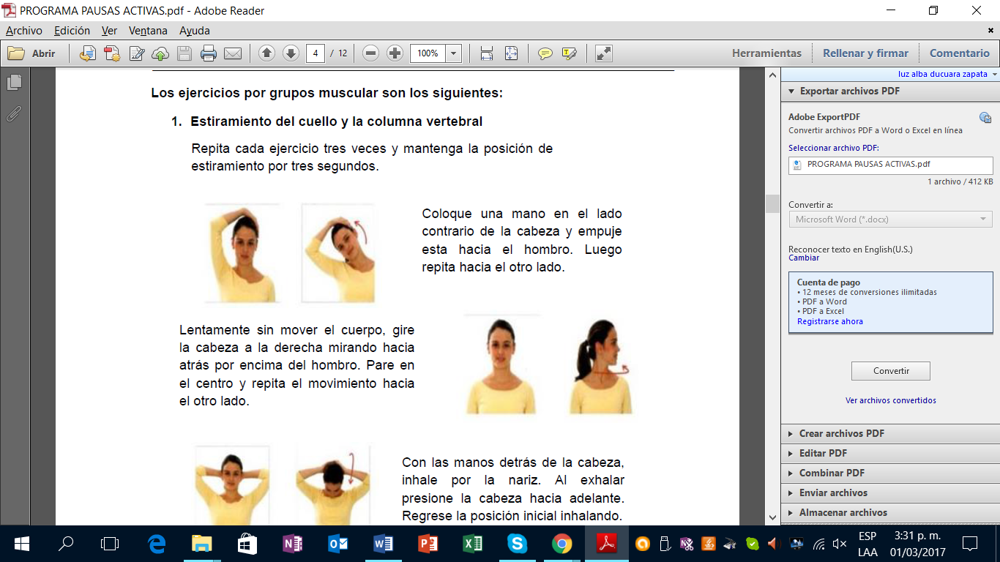 PROGRAMA PAUSAS ACTIVAS.pdf - Adobe Reader
Archivo Edición Ver Ventana Ayuda
Abrir 4 / 12 100% Herramientas Rellenar y firmar Comentario
Los ejercicios por grupos muscular son los siguientes:
1. Estiramiento del cuello y la columna vertebral
Repita cada ejercicio tres veces y mantenga la posición de
estiramiento por tres segundos.
Coloque una mano en el lado
contrario de la cabeza y empuje
esta hacia el hombro. Luego
repita hacia el otro lado.
Lentamente sin mover el cuerpo, gire
la cabeza a la derecha mirando hacia
atrás por encima del hombro. Pare en
el centro y repita el movimiento hacia
el otro lado.
Con las manos detrás de la cabeza,
inhale por la nariz. Al exhalar
presione la cabeza hacia adelante.
Regrese la posición inicial inhalando.
luz alba ducuara zapata
Exportar archivos PDF
Adobe ExportPDF
Convertir archivos PDF a Word o Excel en línea
Seleccionar archivo PDF:
PROGRAMA PAUSAS ACTIVAS.pdf
1 archivo / 412 KB
Convertir a:
Microsoft Word (*.docx)
Reconocer texto en English(U.S.)
Cambiar
Cuenta de pago
• 12 meses de conversiones ilimitadas
• PDF a Word
• PDF a Excel
Registrarse ahora
Convertir
Ver archivos convertidos
Crear archivos PDF
Editar PDF
Combinar PDF
Enviar archivos
Almacenar archivos
ESP 3:31 p. m.
LAA 01/03/2017